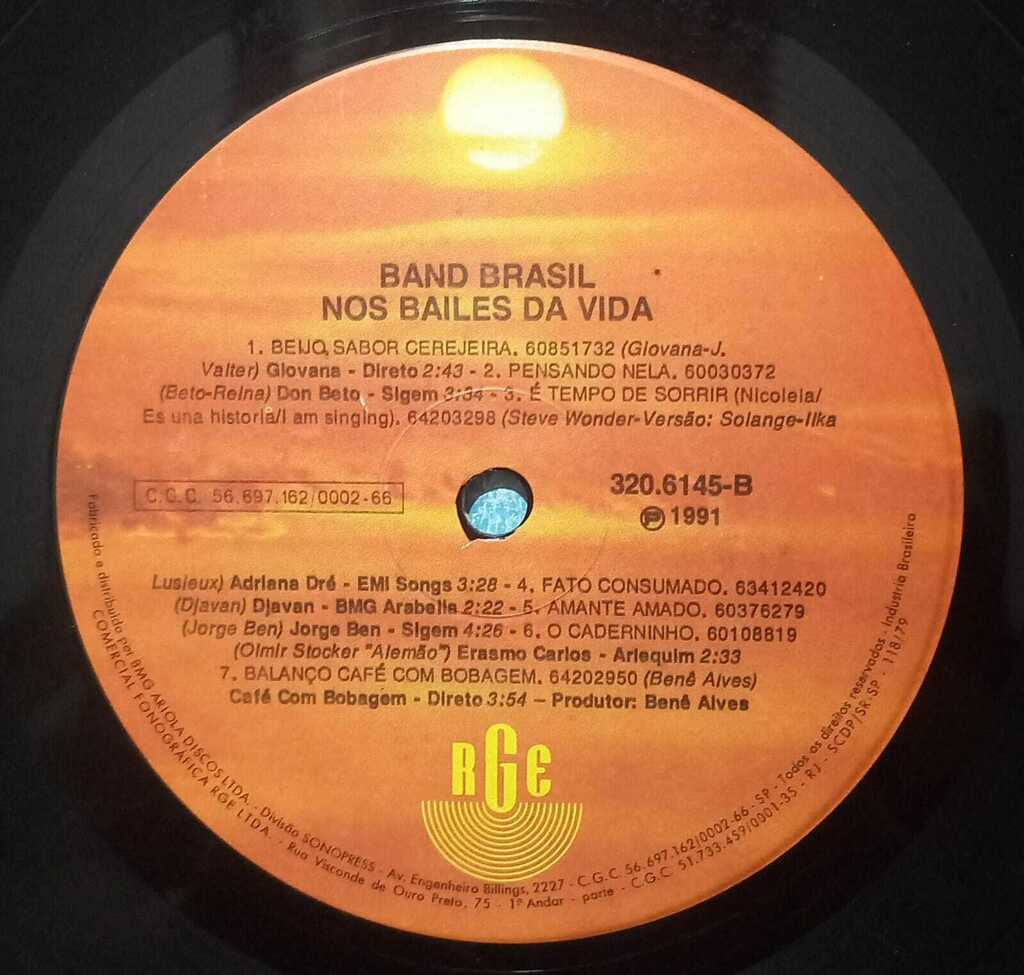 BAND BRASIL
NOS BAILES DA VIDA
1. BEIJO, SABOR CEREJEIRA. 60851732 (Giovana-J.
Valter) Giovana - Direto 2:43 - 2. PENSANDO NELA. 60030372
(Beto-Reina) Don Beto - Sigem 3:34 - 3. É TEMPO DE SORRIR (Nicoleia/
Es una historia/I am singing). 64203298 (Steve Wonder-Versão: Solange-Ilka
C.G.C. 56.697.162/0002-66
320.6145-B
℗ 1991
Lusieux) Adriana Dré - EMI Songs 3:28 - 4. FATO CONSUMADO. 63412420
(Djavan) Djavan - BMG Arabella 2:22 - 5. AMANTE AMADO. 60376279
(Jorge Ben) Jorge Ben - Sigem 4:26 - 6. O CADERNINHO. 60108819
(Olmir Stocker "Alemão") Erasmo Carlos - Arlequim 2:33
7. BALANÇO CAFÉ COM BOBAGEM. 64202950 (Benê Alves)
Café Com Bobagem - Direto 3:54 – Produtor: Benê Alves
RGE
Fabricado e distribuído por BMG ARIOLA DISCOS LTDA. - Divisão SONOPRESS - Av. Engenheiro Billings, 2227 - C.G.C. 56.697.162/0002-66 - SP - Todos os direitos reservados - Industria Brasileira
COMERCIAL FONOGRÁFICA RGE LTDA. - Rua Visconde de Ouro Preto, 75 - 1º Andar - parte - C.G.C. 51.733.459/0001-35 - RJ - SCDP/SR.SP - 118/79